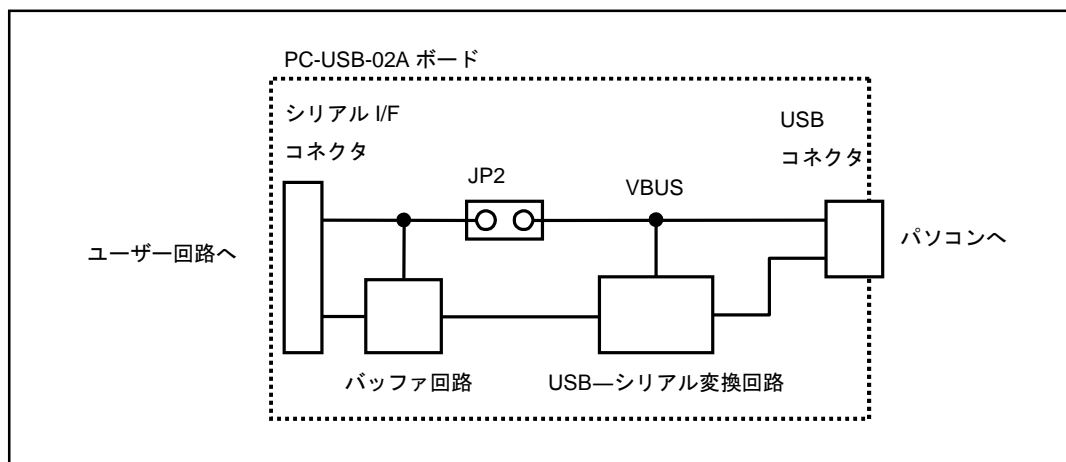 PC-USB-02A ボード
シリアル I/F
コネクタ
USB
コネクタ
JP2
VBUS
ユーザー回路へ
パソコンへ
バッファ回路
USB―シリアル変換回路